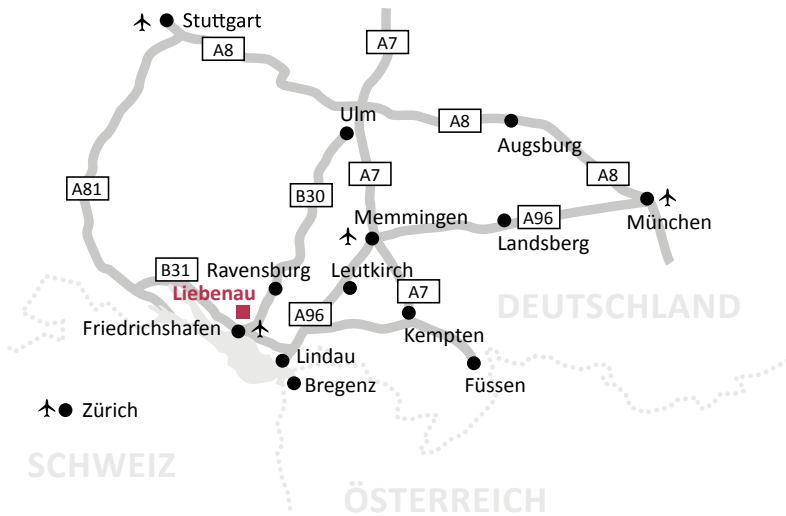 Stuttgart
A7
A8
Ulm
A8
Augsburg
A7
A8
A81
B30
Memmingen
A96
München
Landsberg
B31
Ravensburg
Leutkirch
Liebenau
A7
DEUTSCHLAND
A96
Friedrichshafen
Kempten
Lindau
Füssen
Bregenz
Zürich
SCHWEIZ
ÖSTERREICH